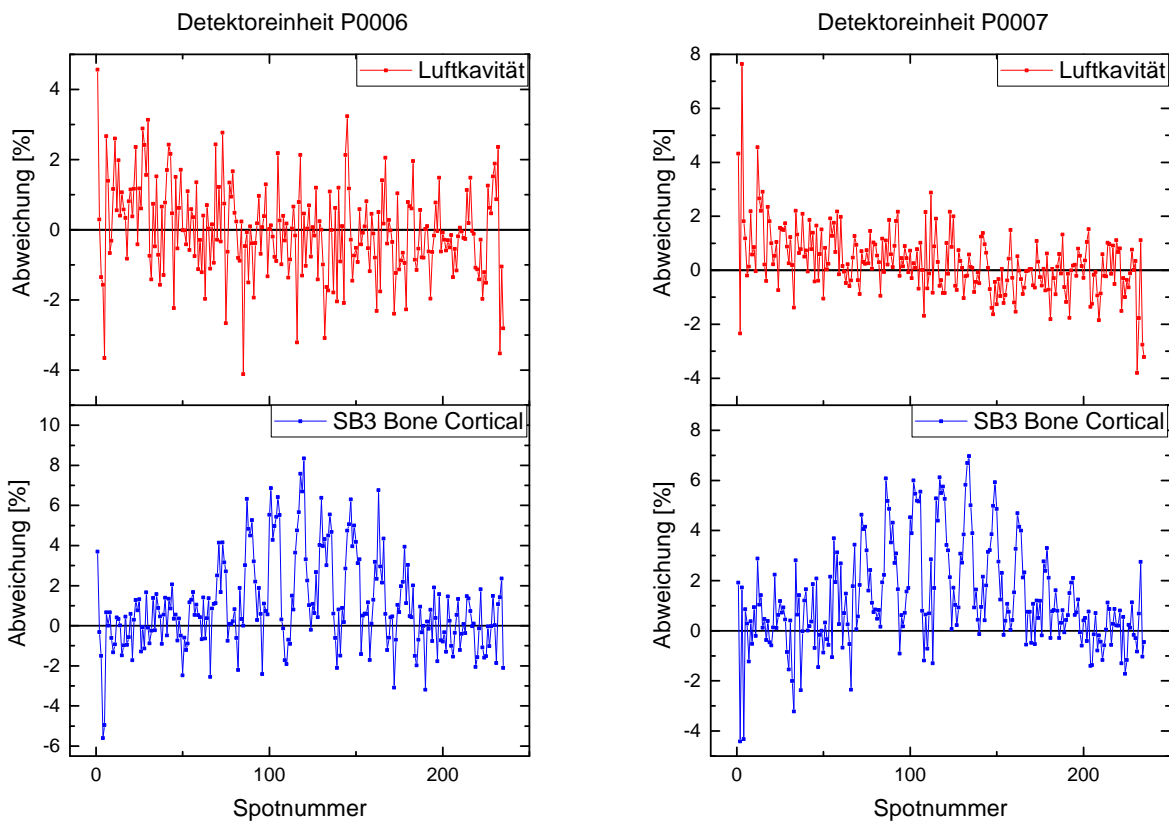 Detektoreinheit P0006
Luftkavität
Abweichung [%]
4
2
0
-2
-4
SB3 Bone Cortical
Abweichung [%]
10
8
6
4
2
0
-2
-4
-6
0
100
200
Spotnummer
Detektoreinheit P0007
Luftkavität
Abweichung [%]
8
6
4
2
0
-2
-4
SB3 Bone Cortical
Abweichung [%]
8
6
4
2
0
-2
-4
0
100
200
Spotnummer